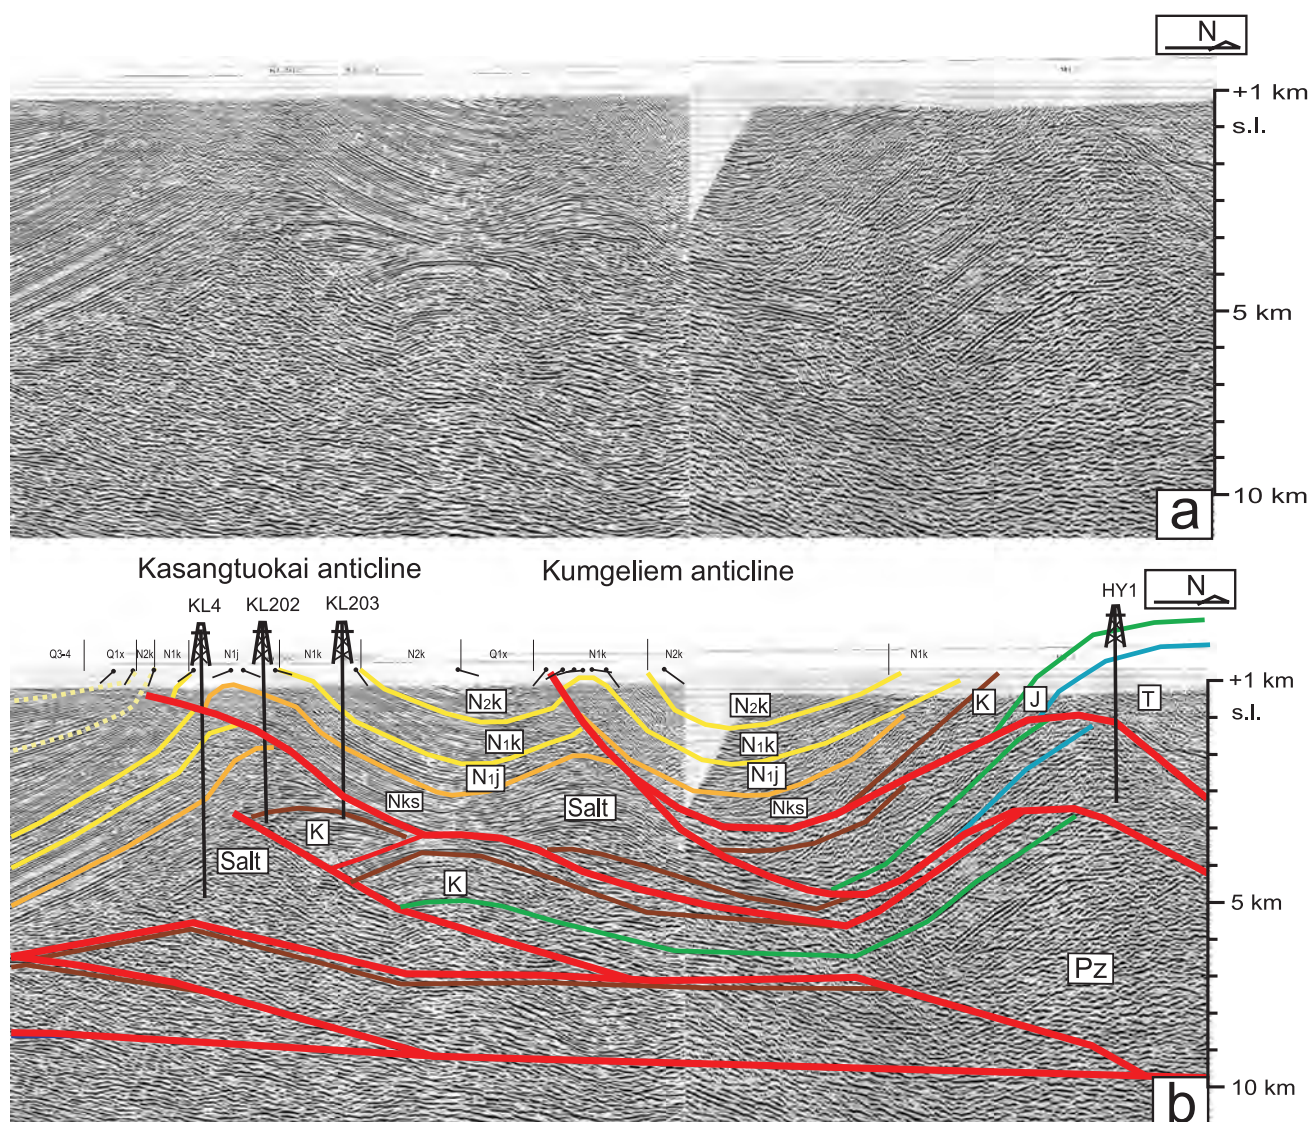 N
+1 km
s.l.
5 km
10 km
a
Kasangtuokai anticline
Kumgeliem anticline
N
KL4
KL202
KL203
HY1
Q3-4
Q1x
N2k
N1k
N1j
N1k
N2k
Q1x
N1k
N2k
N1k
+1 km
s.l.
N2k
N2k
K
J
T
N1k
N1k
N1j
N1j
Nks
Nks
Salt
K
Salt
K
5 km
Pz
10 km
b